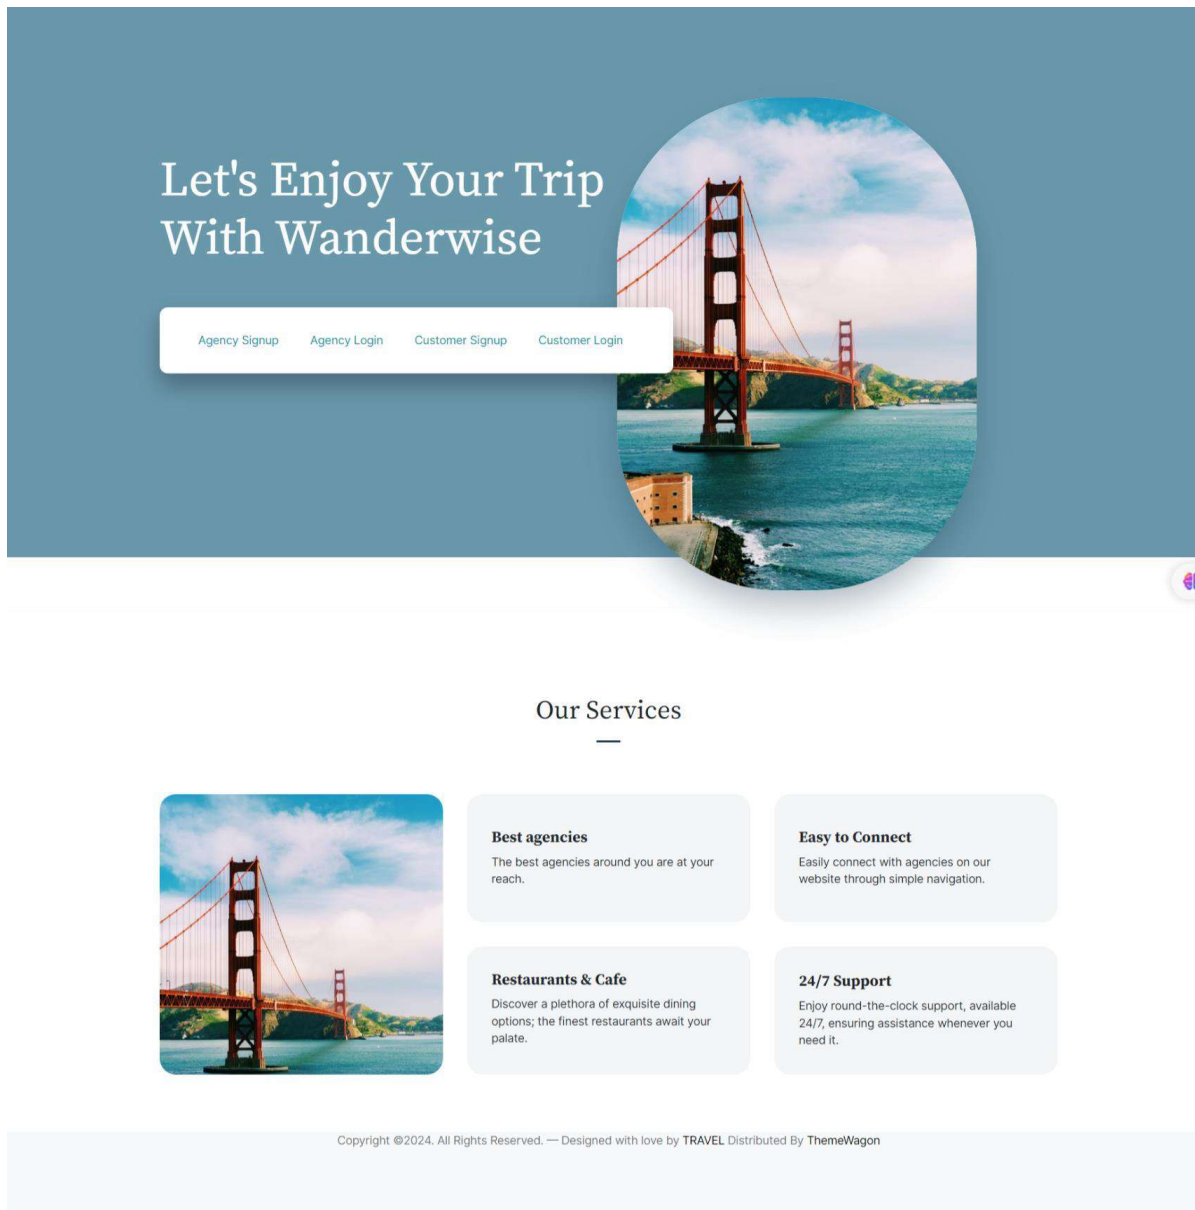 Let's Enjoy Your Trip
With Wanderwise
Agency Signup
Agency Login
Customer Signup
Customer Login
Our Services
Best agencies
The best agencies around you are at your
reach.
Easy to Connect
Easily connect with agencies on our
website through simple navigation.
Restaurants & Cafe
Discover a plethora of exquisite dining
options; the finest restaurants await your
palate.
24/7 Support
Enjoy round-the-clock support, available
24/7, ensuring assistance whenever you
need it.
Copyright ©2024. All Rights Reserved. — Designed with love by TRAVEL Distributed By ThemeWagon